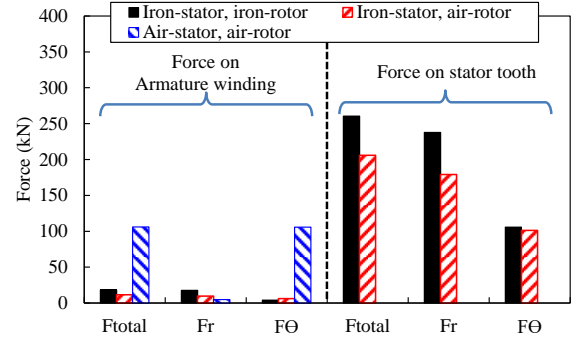 Iron-stator, iron-rotor
Iron-stator, air-rotor
Air-stator, air-rotor
Force on
Armature winding
Force on stator tooth
Force (kN)
400
350
300
250
200
150
100
50
0
Ftotal Fr FΘ Ftotal Fr FΘ